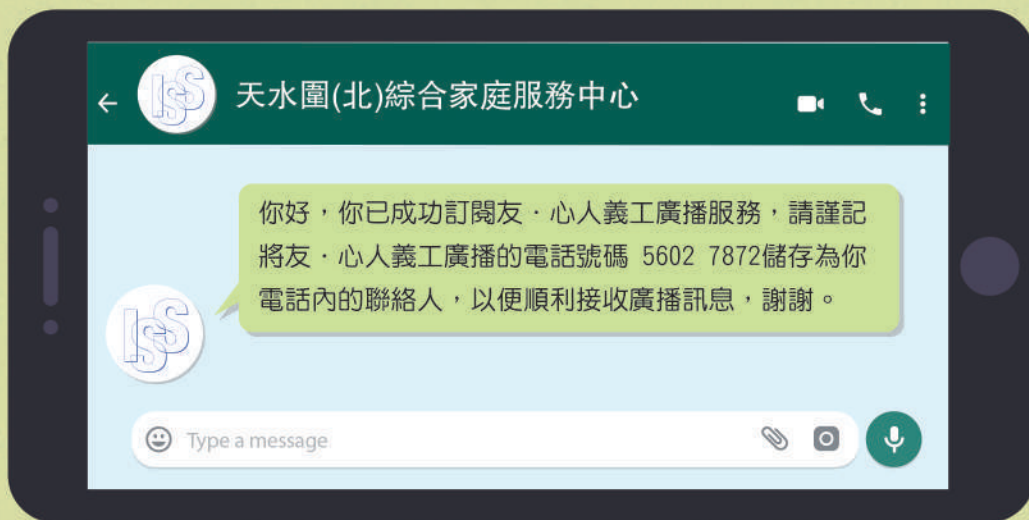 ISS
天水圍(北)綜合家庭服務中心
你好，你已成功訂閱友．心人義工廣播服務，請謹記
將友．心人義工廣播的電話號碼 5602 7872儲存為你
電話內的聯絡人，以便順利接收廣播訊息，謝謝。
ISS
Type a message